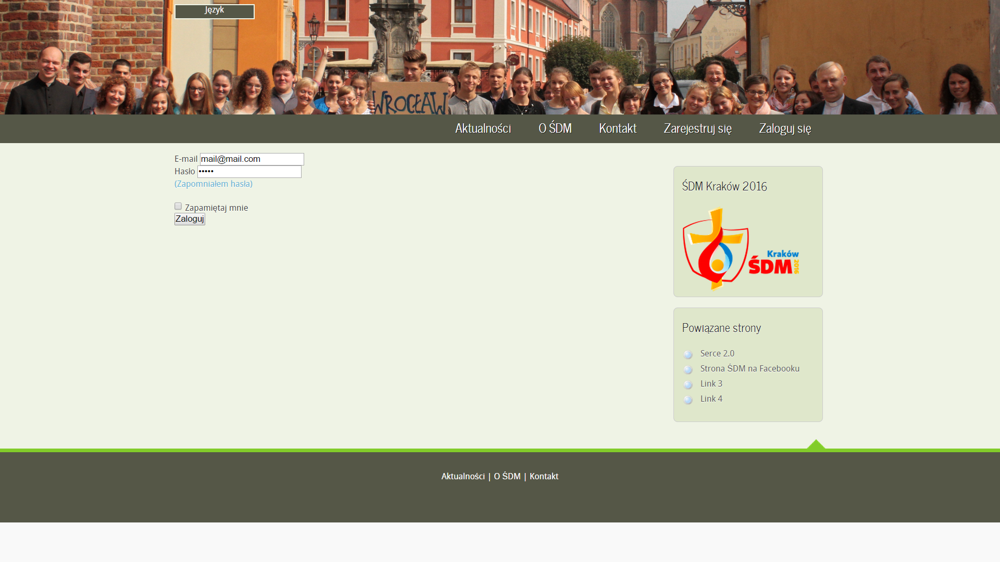 Język
WROCŁAW
Aktualności O ŚDM Kontakt Zarejestruj się Zaloguj się
E-mail mail@mail.com
Hasło •••••
(Zapomniałem hasła)
Zapamiętaj mnie
Zaloguj
ŚDM Kraków 2016
Kraków
ŚDM 2016
Powiązane strony
Serce 2.0
Strona ŚDM na Facebooku
Link 3
Link 4
Aktualności | O ŚDM | Kontakt